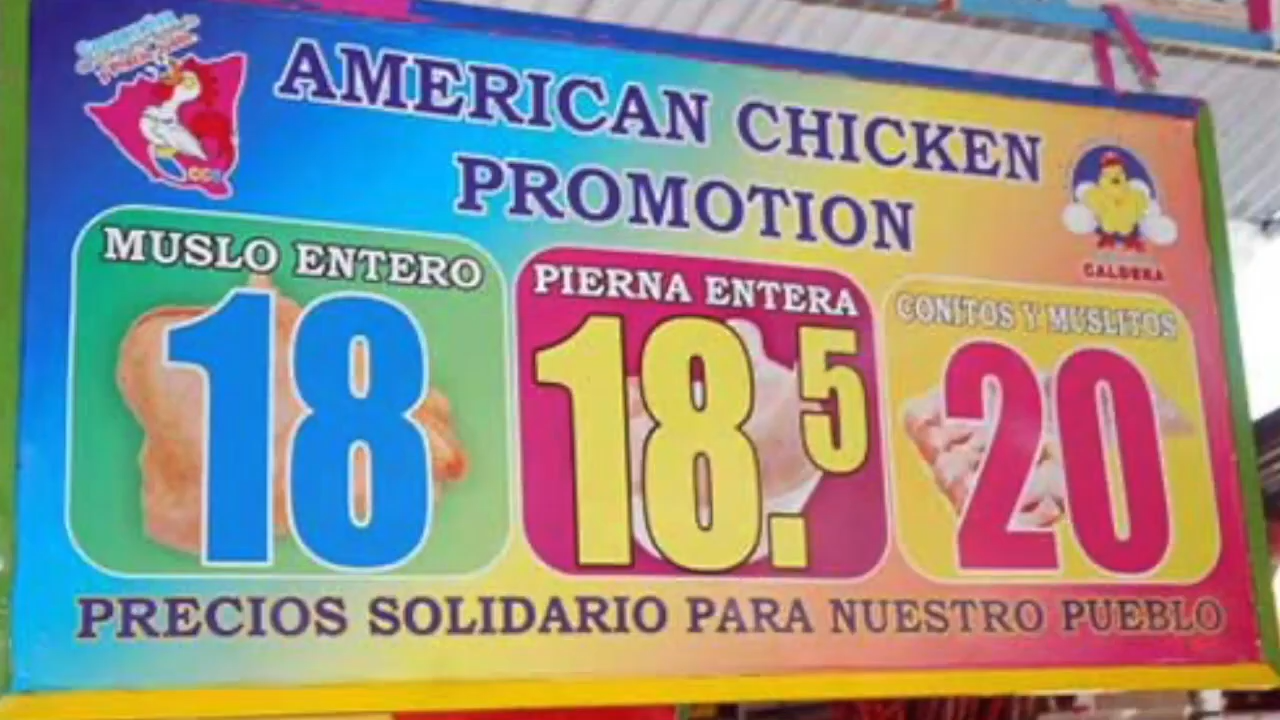 AMERICAN CHICKEN
PROMOTION
CALDERA
MUSLO ENTERO
18
PIERNA ENTERA
18.5
CONITOS Y MUSLITOS
20
PRECIOS SOLIDARIO PARA NUESTRO PUEBLO